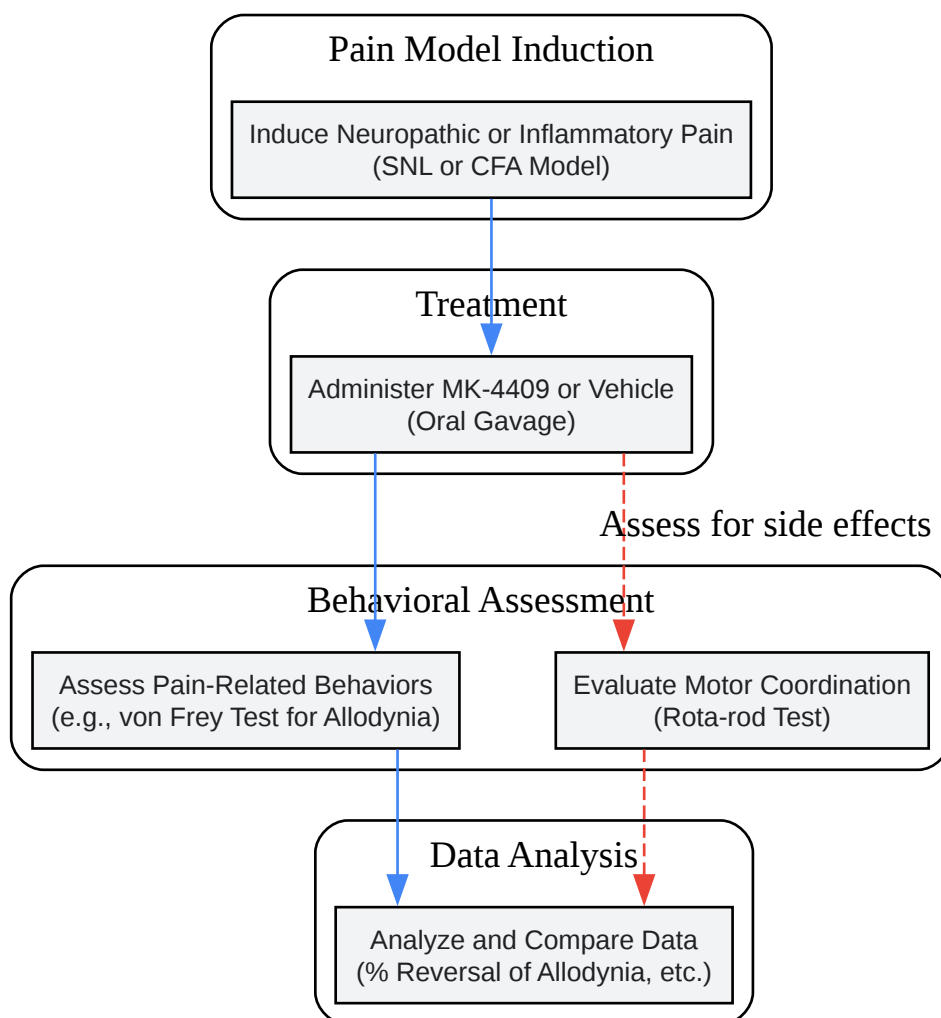 Pain Model Induction
Induce Neuropathic or Inflammatory Pain
(SNL or CFA Model)
Treatment
Administer MK-4409 or Vehicle
(Oral Gavage)
Assess for side effects
Behavioral Assessment
Assess Pain-Related Behaviors
(e.g., von Frey Test for Allodynia)
Evaluate Motor Coordination
(Rota-rod Test)
Data Analysis
Analyze and Compare Data
(% Reversal of Allodynia, etc.)